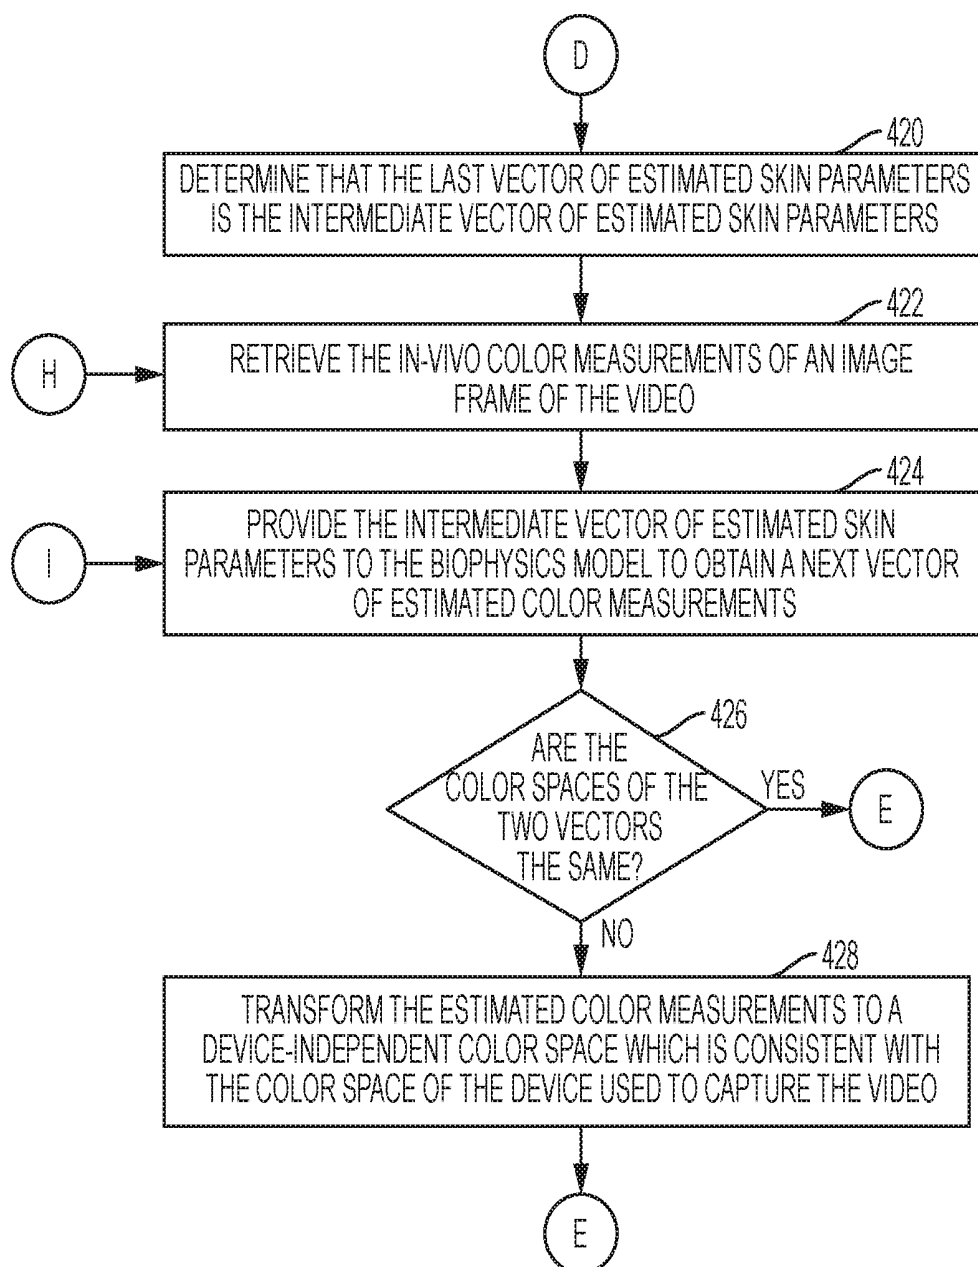 D
420
DETERMINE THAT THE LAST VECTOR OF ESTIMATED SKIN PARAMETERS
IS THE INTERMEDIATE VECTOR OF ESTIMATED SKIN PARAMETERS
422
H
RETRIEVE THE IN-VIVO COLOR MEASUREMENTS OF AN IMAGE
FRAME OF THE VIDEO
424
I
PROVIDE THE INTERMEDIATE VECTOR OF ESTIMATED SKIN
PARAMETERS TO THE BIOPHYSICS MODEL TO OBTAIN A NEXT VECTOR
OF ESTIMATED COLOR MEASUREMENTS
426
ARE THE
COLOR SPACES OF THE
TWO VECTORS
THE SAME?
YES
E
NO
428
TRANSFORM THE ESTIMATED COLOR MEASUREMENTS TO A
DEVICE-INDEPENDENT COLOR SPACE WHICH IS CONSISTENT WITH
THE COLOR SPACE OF THE DEVICE USED TO CAPTURE THE VIDEO
E